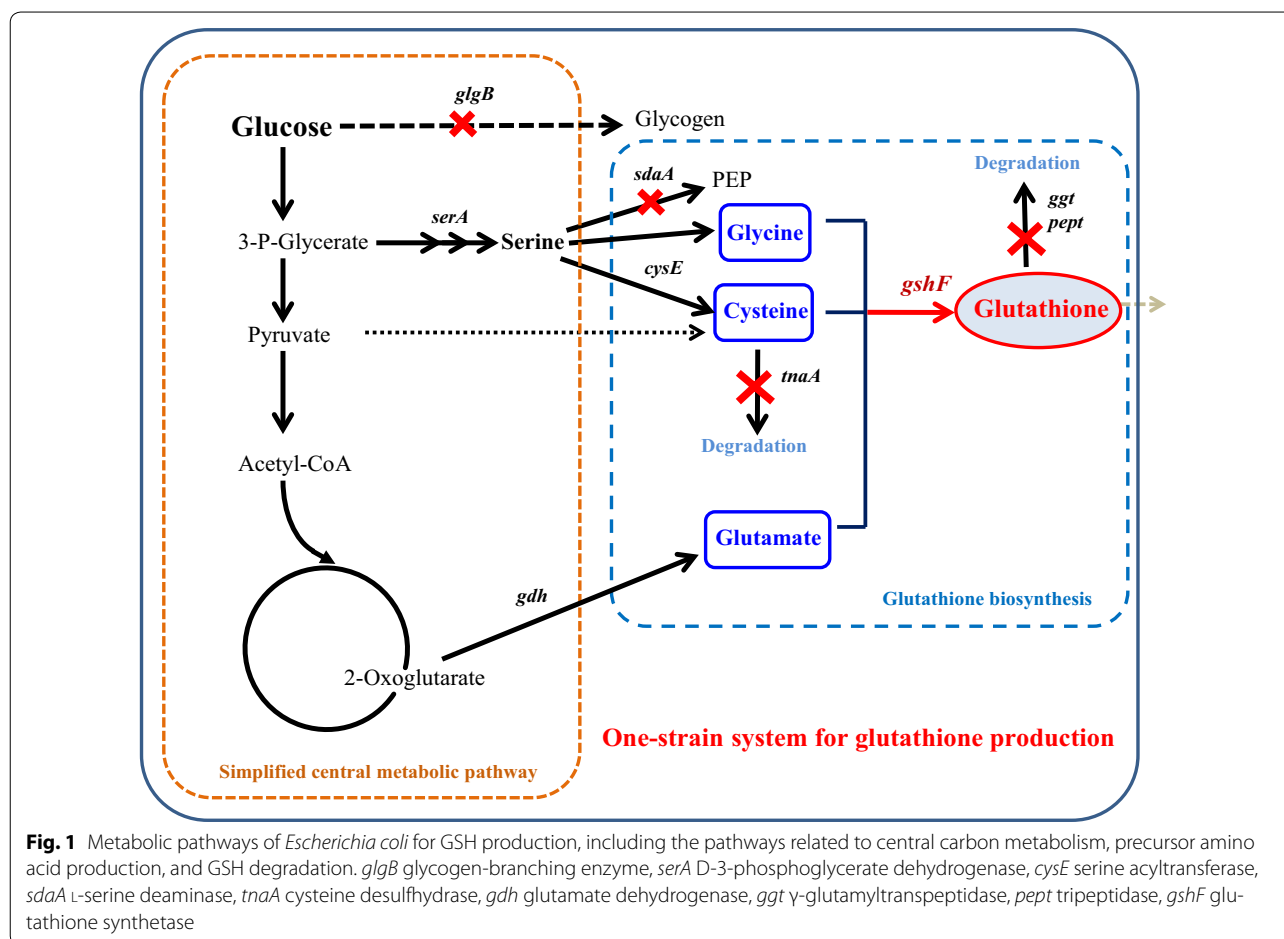 glgB
Glucose
Glycogen
Degradation
sdaA
PEP
ggt
pept
serA
Glycine
3-P-Glycerate
Serine
cysE
gshF
Glutathione
Cysteine
Pyruvate
tnaA
Degradation
Acetyl-CoA
Glutamate
gdh
Glutathione biosynthesis
2-Oxoglutarate
One-strain system for glutathione production
Simplified central metabolic pathway
Fig. 1 Metabolic pathways of Escherichia coli for GSH production, including the pathways related to central carbon metabolism, precursor amino
acid production, and GSH degradation. glgB glycogen-branching enzyme, serA D-3-phosphoglycerate dehydrogenase, cysE serine acyltransferase,
sdaA L-serine deaminase, tnaA cysteine desulfhydrase, gdh glutamate dehydrogenase, ggt γ-glutamyltranspeptidase, pept tripeptidase, gshF glu-
tathione synthetase